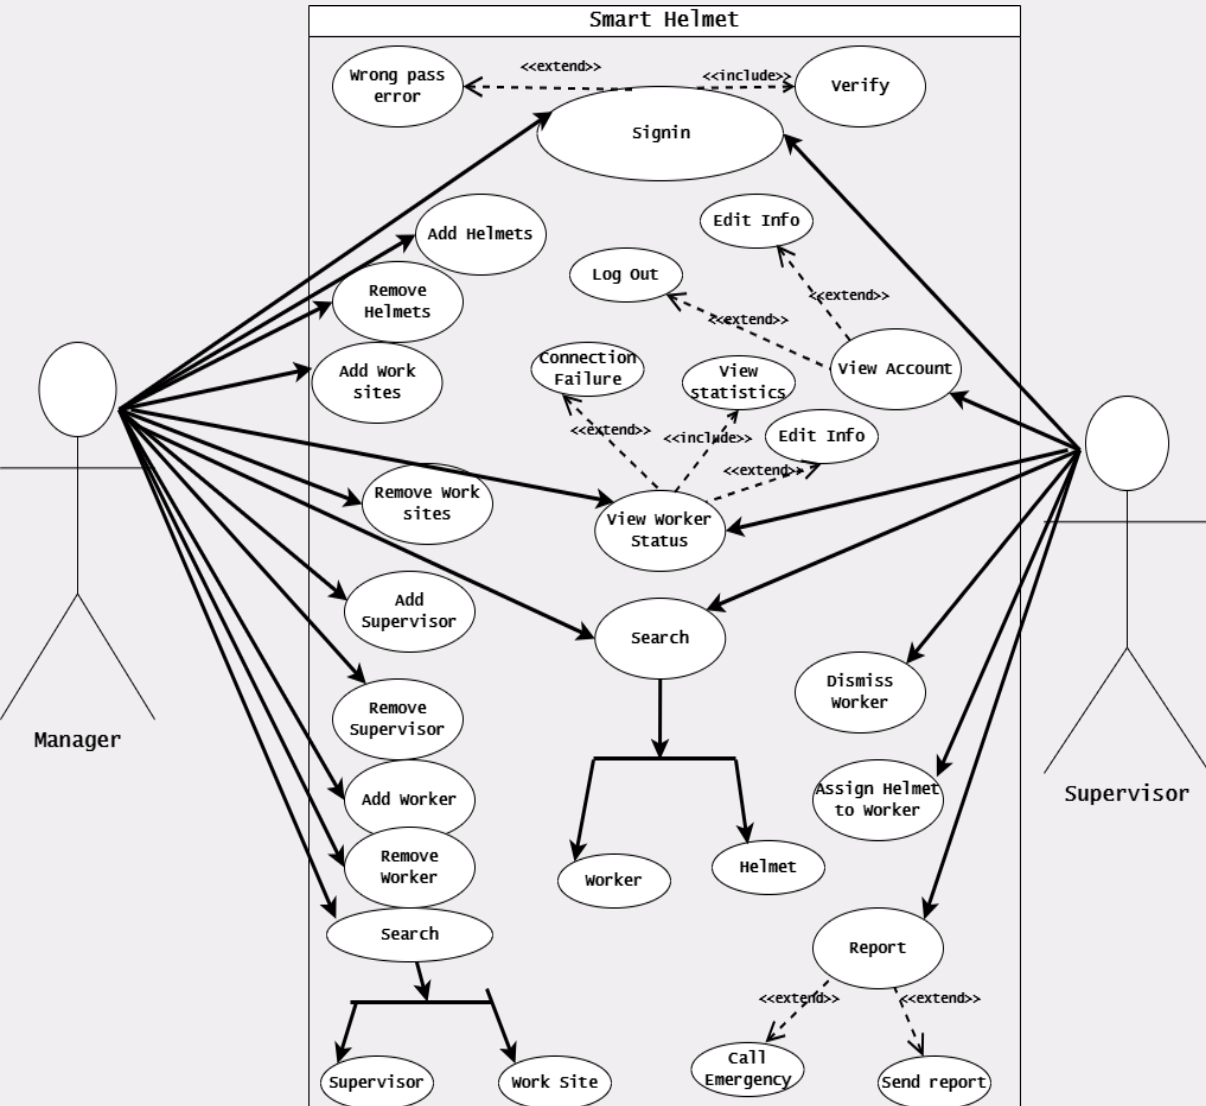 Smart Helmet
Wrong pass
error
<<extend>>
<<include>>
Verify
Signin
Add Helmets
Edit Info
Log Out
Remove
Helmets
<<extend>>
<<extend>>
Add Work
sites
Connection
Failure
View
statistics
View Account
<<extend>>
<<include>>
Edit Info
<<extend>>
Remove Work
sites
View Worker
Status
Add
Supervisor
Search
Dismiss
Worker
Remove
Supervisor
Manager
Supervisor
Add Worker
Assign Helmet
to Worker
Remove
Worker
Worker
Helmet
Search
Report
<<extend>>
<<extend>>
Supervisor
Work Site
Call
Emergency
Send report